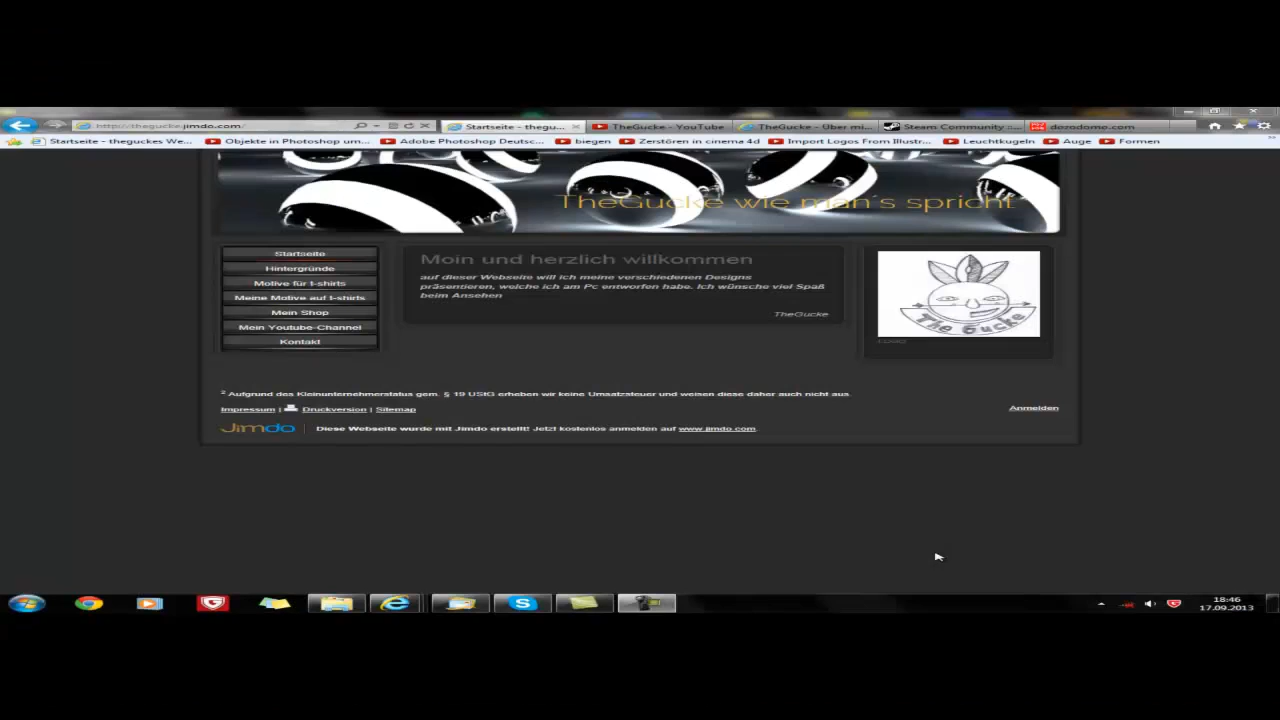 http://thegucke.jimdo.com/
Startseite - thegu...
TheGucke - YouTube
TheGucke - Über mi...
Steam Community ::...
dozodomo.com
Startseite - theguckes We...
Objekte in Photoshop um...
Adobe Photoshop Deutsc...
biegen
Zerstören in cinema 4d
Import Logos From Illustr...
Leuchtkugeln
Auge
Formen
TheGucke wie man´s spricht
Startseite
Hintergründe
Motive für t-shirts
Meine Motive auf t-shirts
Mein Shop
Mein Youtube-Channel
Kontakt
Moin und herzlich willkommen
auf dieser Webseite will ich meine verschiedenen Designs
präsentieren, welche ich am Pc entworfen habe. Ich wünsche viel Spaß
beim Ansehen
TheGucke
The Gucke
² Aufgrund des Kleinunternehmerstatus gem. § 19 UStG erheben wir keine Umsatzsteuer und weisen diese daher auch nicht aus.
Impressum | Druckversion | Sitemap
Anmelden
Jimdo
Diese Webseite wurde mit Jimdo erstellt! Jetzt kostenlos anmelden auf www.jimdo.com.
18:46
17.09.2013